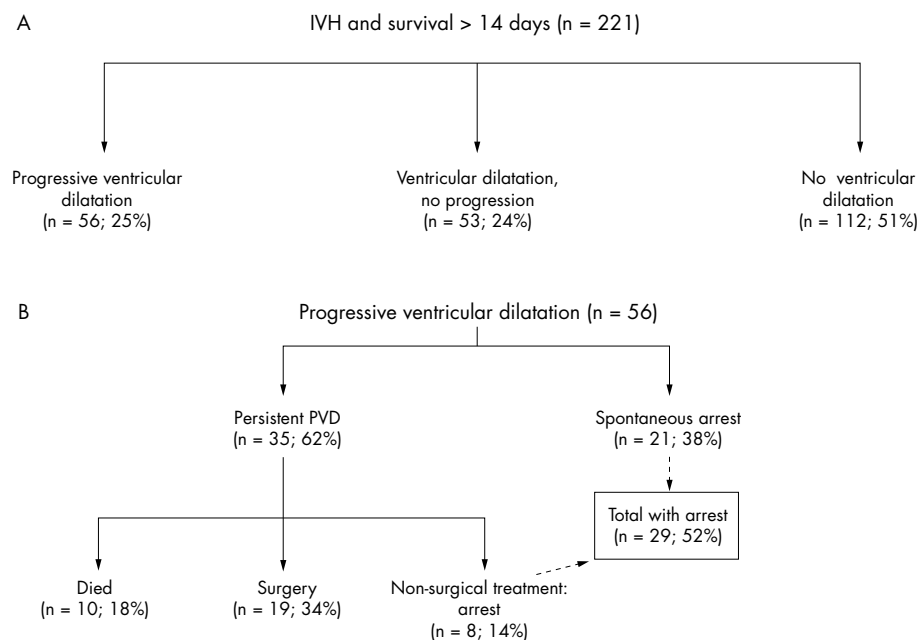 A
IVH and survival > 14 days (n = 221)
Progressive ventricular
dilatation
(n = 56; 25%)
Ventricular dilatation,
no progression
(n = 53; 24%)
No ventricular
dilatation
(n = 112; 51%)
B
Progressive ventricular dilatation (n = 56)
Persistent PVD
(n = 35; 62%)
Spontaneous arrest
(n = 21; 38%)
Total with arrest
(n = 29; 52%)
Died
(n = 10; 18%)
Surgery
(n = 19; 34%)
Non-surgical treatment:
arrest
(n = 8; 14%)